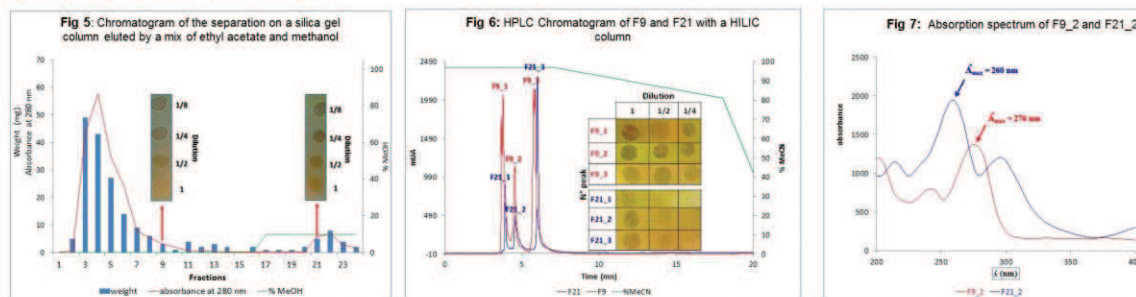 Fig 5: Chromatogram of the separation on a silica gel
column eluted by a mix of ethyl acetate and methanol
70
60
50
40
30
20
10
0
Weight (mg).
Absorbance at 280 nm
100
80
60
40
20
0
% MeOH
1/8
1/4
1/2
1
Dilution
1/8
1/4
1/2
1
Dilution
1 3 5 7 9 11 13 15 17 19 21 23
Fractions
weight absorbance at 280 nm % MeOH
Fig 6: HPLC Chromatogram of F9 and F21 with a HILIC
column
2490
1990
1490
990
490
-10
mUA
100
90
80
70
60
50
40
30
20
10
0
% MeCN
F21_3
F9_3
F9_1
F9_2
F21_1
F21_2
Dilution
1 1/2 1/4
N° peak
F9_1
F9_2
F9_3
F21_1
F21_2
F21_3
0 5 10 15 20
Time (mn)
F21 F9 %MeCN
Fig 7: Absorption spectrum of F9_2 and F21_2
2500
2000
1500
1000
500
0
absorbance
λmax = 260 nm
λmax = 276 nm
200 250 300 350 400
λ (nm)
F9_2 F21_2